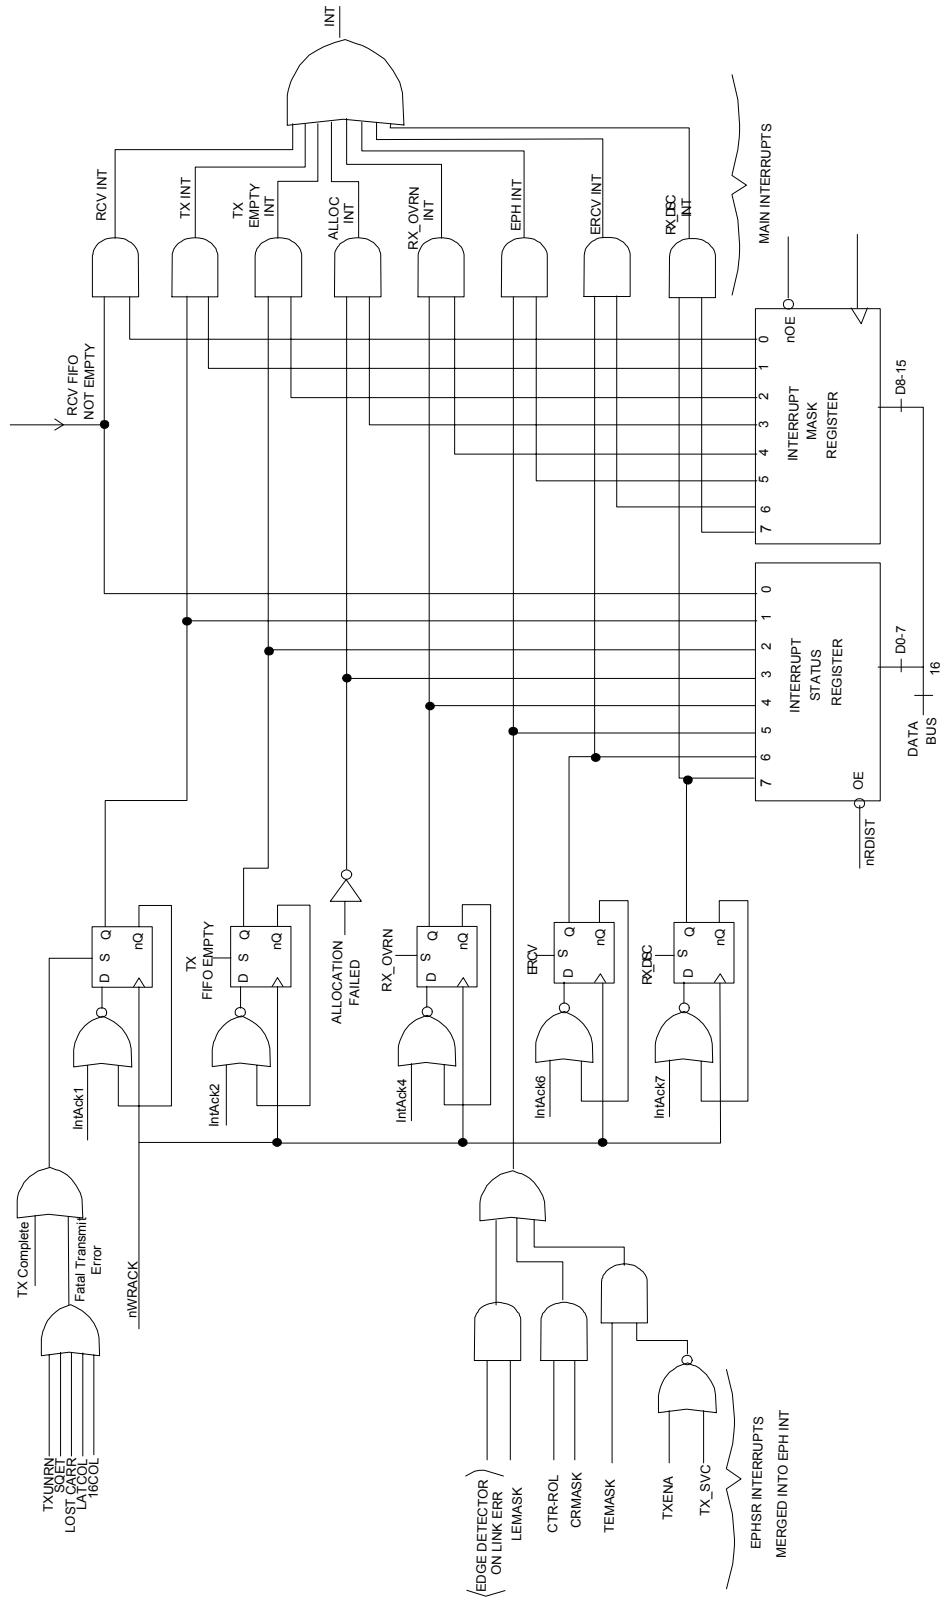 INT
RCV INT
TX INT
TX
EMPTY
INT
ALLOC
INT
RX_OVRN
INT
EPH INT
ERCV INT
RX_DSC
INT
MAIN INTERRUPTS
RCV FIFO
NOT EMPTY
0
1
2
3
4
5
6
7
nOE
INTERRUPT
MASK
REGISTER
D8-15
0
1
2
3
4
5
6
7
INTERRUPT
STATUS
REGISTER
OE
nRDIST
D0-7
16
DATA
BUS
D
S
Q
nQ
IntAck1
TX
FIFO EMPTY
D
S
Q
nQ
IntAck2
ALLOCATION
FAILED
RX_OVRN
D
S
Q
nQ
IntAck4
ERCV
D
S
Q
nQ
IntAck6
RX_DSC
D
S
Q
nQ
IntAck7
TX Complete
Fatal Transmit
Error
nWRACK
TXUNRN
SQET
LOST CARR
LATCOL
16COL
EDGE DETECTOR
ON LINK ERR
LEMASK
CTR-ROL
CRMASK
TEMASK
TXENA
TX_SVC
EPHSR INTERRUPTS
MERGED INTO EPH INT